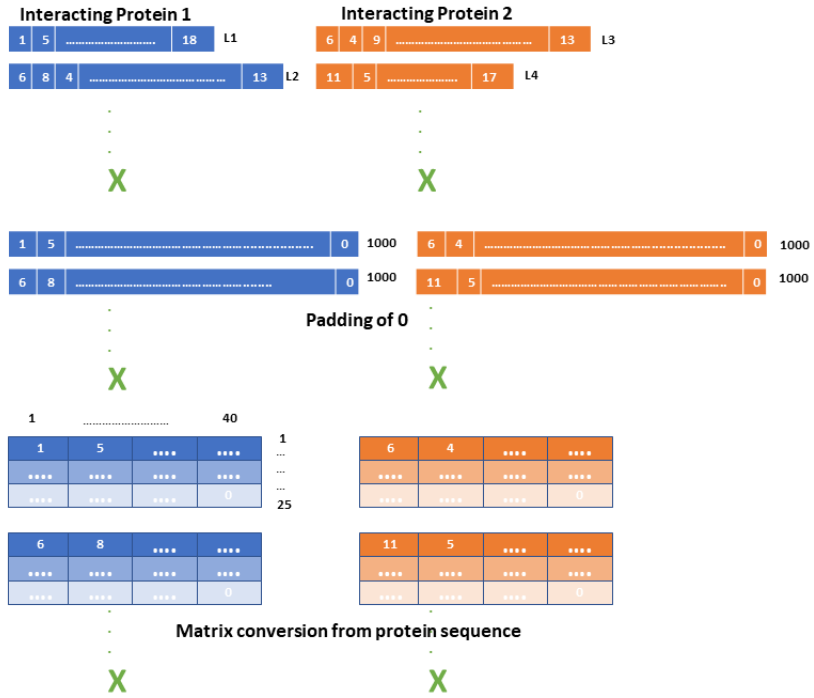 Interacting Protein 1 Interacting Protein 2
1 5 ............................ 18 L1 6 4 9 .......................................... 13 L3
6 8 4 .......................................... 13 L2 11 5 ..................... 17 L4
X X
1 5 .......................................................................... 0 1000 6 4 .......................................................................... 0 1000
6 8 ............................................................ 0 1000 11 5 .......................................................................... 0 1000
Padding of 0
X X
1 .......................... 40
1 5 .... .... 1 6 4 .... ....
.... .... .... .... ... .... .... .... ....
.... .... .... 0 ... .... .... .... 0
...
25
6 8 .... .... 11 5 .... ....
.... .... .... .... .... .... .... ....
.... .... .... 0 .... .... .... 0
Matrix conversion from protein sequence
X X